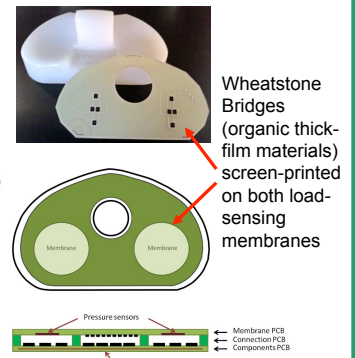 Wheatstone
Bridges
(organic thick-
film materials)
screen-printed
on both load-
sensing
membranes
Membrane
Membrane
Pressure sensors
Membrane PCB
Connection PCB
Components PCB